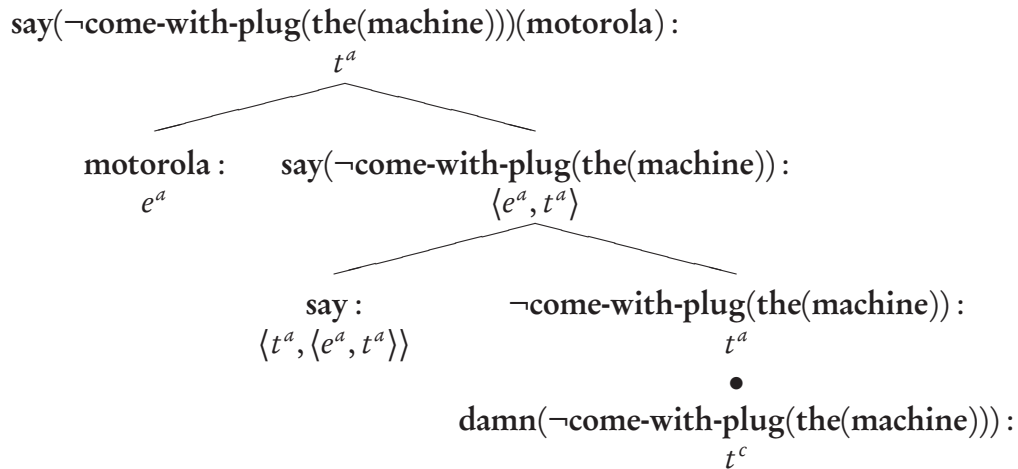 say(¬come-with-plug(the(machine)))(motorola) :
t^a
motorola : say(¬come-with-plug(the(machine)) :
e^a ⟨e^a, t^a⟩
say : ¬come-with-plug(the(machine)) :
⟨t^a, ⟨e^a, t^a⟩⟩ t^a
•
damn(¬come-with-plug(the(machine))) :
t^c